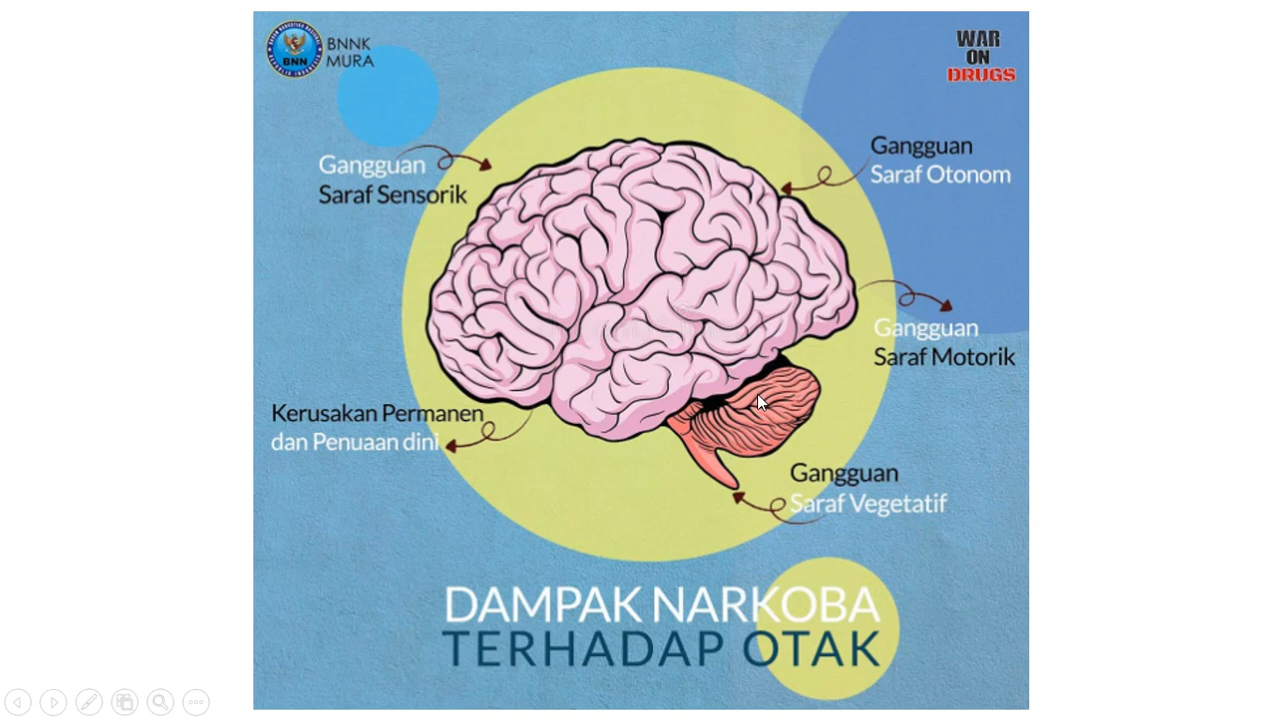 BNN
BNNK
MURA
WAR
ON
DRUGS
Gangguan
Saraf Sensorik
Gangguan
Saraf Otonom
Gangguan
Saraf Motorik
Kerusakan Permanen
dan Penuaan dini
Gangguan
Saraf Vegetatif
DAMPAK NARKOBA
TERHADAP OTAK